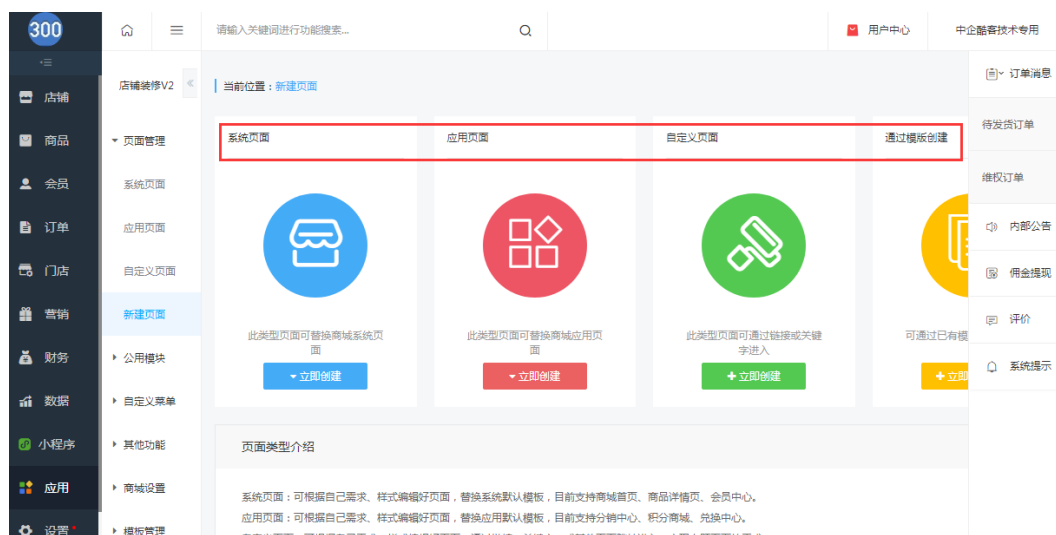 300
请输入关键词进行功能搜索...
用户中心
中企酷客技术专用
店铺
商品
会员
订单
门店
营销
财务
数据
小程序
应用
设置
店铺装修V2
页面管理
系统页面
应用页面
自定义页面
新建页面
公用模块
自定义菜单
其他功能
商城设置
模板管理
当前位置：新建页面
系统页面
应用页面
自定义页面
通过模版创建
此类型页面可替换商城系统页
面
立即创建
此类型页面可替换商城应用页
面
立即创建
此类型页面可通过链接或关键
字进入
立即创建
可通过已有模
立即
页面类型介绍
系统页面：可根据自己需求、样式编辑好页面，替换系统默认模板，目前支持商城首页、商品详情页、会员中心。
应用页面：可根据自己需求、样式编辑好页面，替换应用默认模板，目前支持分销中心、积分商城、兑换中心。
订单消息
待发货订单
维权订单
内部公告
佣金提现
评价
系统提示